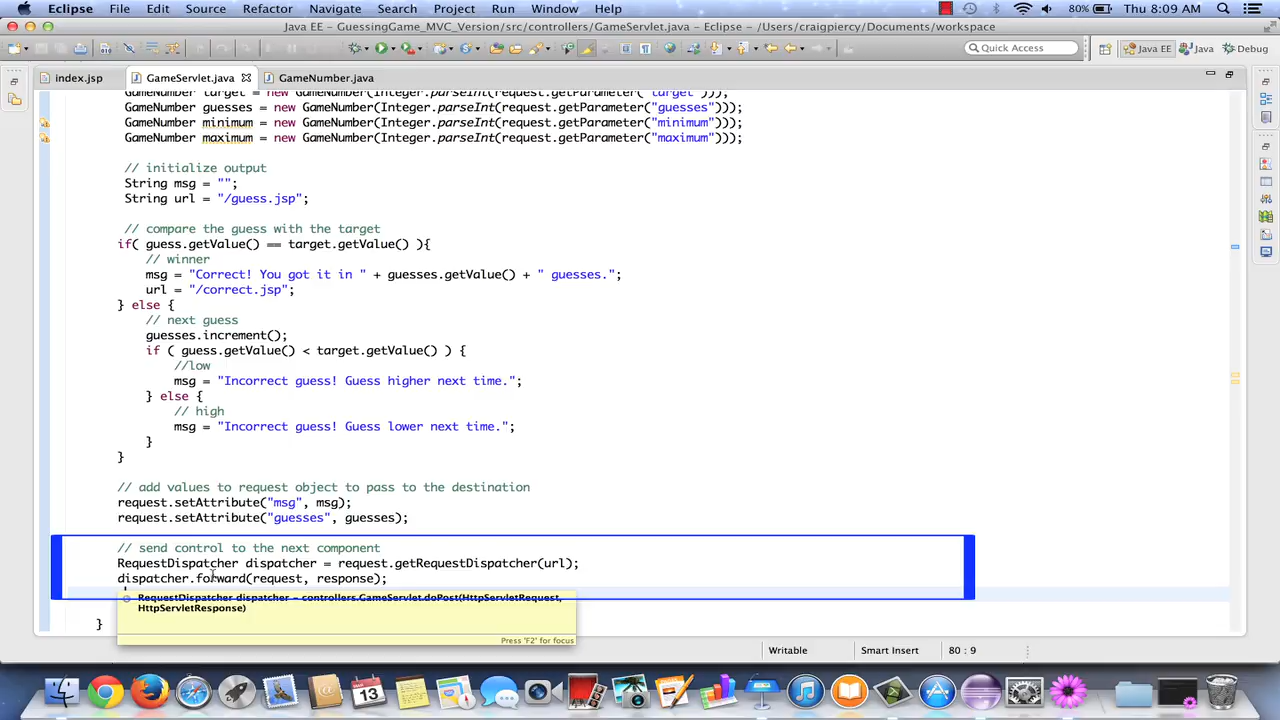 Eclipse File Edit Source Refactor Navigate Search Project Run Window Help 80% Thu 8:09 AM
Java EE – GuessingGame_MVC_Version/src/controllers/GameServlet.java – Eclipse – /Users/craigpiercy/Documents/workspace
Quick Access Java EE Java Debug
index.jsp GameServlet.java GameNumber.java
GameNumber target = new GameNumber(Integer.parseInt(request.getParameter("target")));
GameNumber guesses = new GameNumber(Integer.parseInt(request.getParameter("guesses")));
GameNumber minimum = new GameNumber(Integer.parseInt(request.getParameter("minimum")));
GameNumber maximum = new GameNumber(Integer.parseInt(request.getParameter("maximum")));
// initialize output
String msg = "";
String url = "/guess.jsp";
// compare the guess with the target
if( guess.getValue() == target.getValue() ){
// winner
msg = "Correct! You got it in " + guesses.getValue() + " guesses.";
url = "/correct.jsp";
} else {
// next guess
guesses.increment();
if ( guess.getValue() < target.getValue() ) {
//low
msg = "Incorrect guess! Guess higher next time.";
} else {
// high
msg = "Incorrect guess! Guess lower next time.";
}
}
// add values to request object to pass to the destination
request.setAttribute("msg", msg);
request.setAttribute("guesses", guesses);
// send control to the next component
RequestDispatcher dispatcher = request.getRequestDispatcher(url);
dispatcher.forward(request, response);
RequestDispatcher dispatcher – controllers.GameServlet.doPost(HttpServletRequest,
HttpServletResponse)
}
Press 'F2' for focus
Writable Smart Insert 80 : 9
13